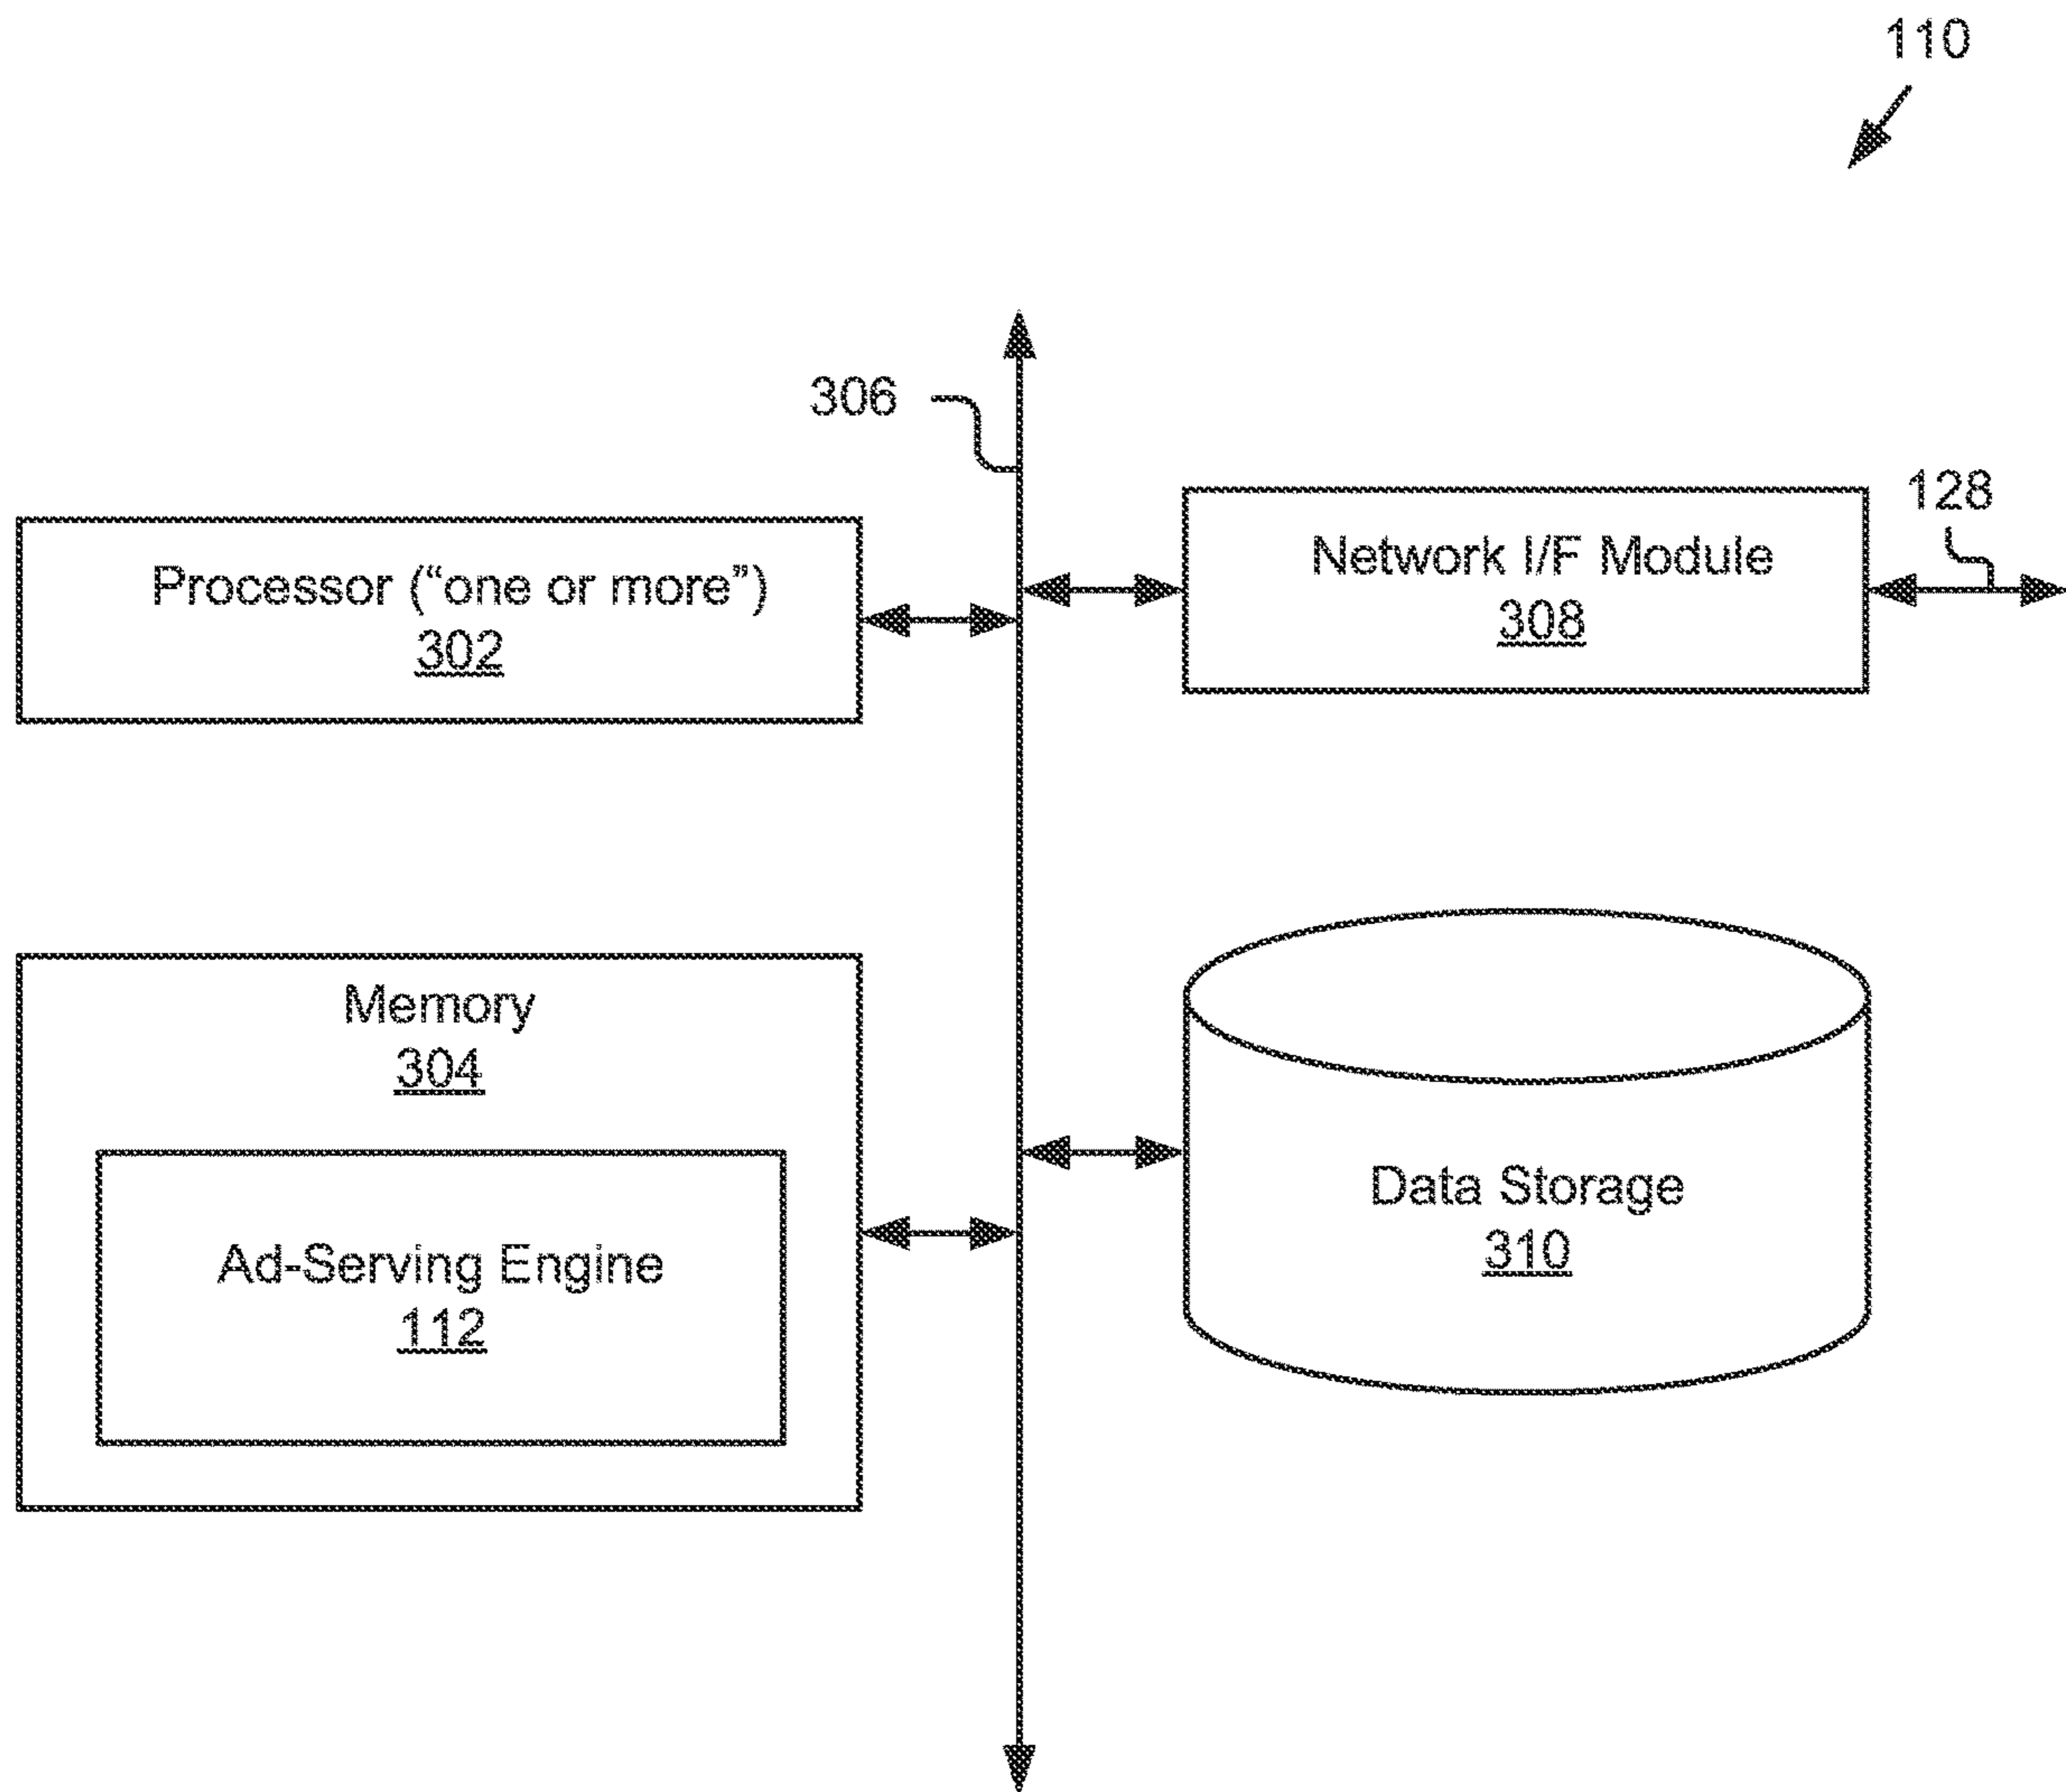 110
306
128
Processor (“one or more”)
302
Network I/F Module
308
Memory
304
Ad-Serving Engine
112
Data Storage
310